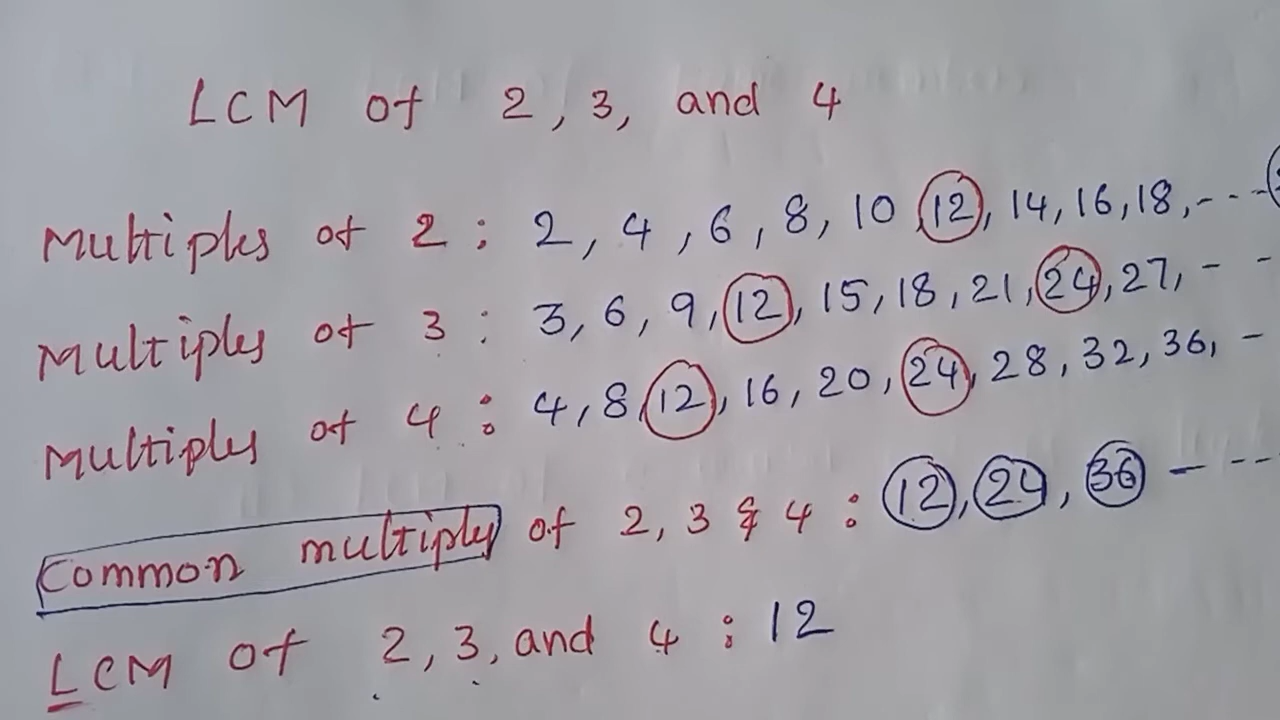 LCM of 2, 3, and 4
Multiples of 2 : 2, 4, 6, 8, 10 12, 14, 16, 18, ----
Multiples of 3 : 3, 6, 9, 12, 15, 18, 21, 24, 27, - -
Multiples of 4 : 4, 8, 12, 16, 20, 24, 28, 32, 36, -
Common multiples of 2, 3 & 4 : 12, 24, 36 - --
LCM of 2, 3, and 4 : 12